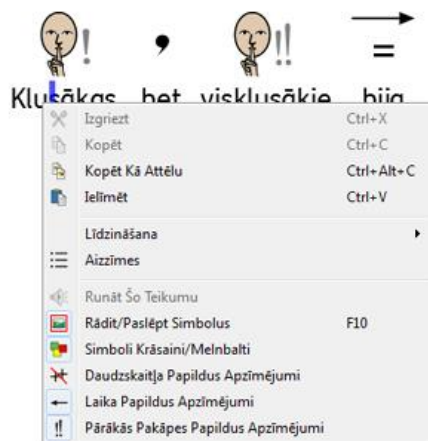 Klusākas bet visklusākie bija
Izgriezt Ctrl+X
Kopēt Ctrl+C
Kopēt Kā Attēlu Ctrl+Alt+C
Ielīmēt Ctrl+V
Līdzināšana
Aizzīmes
Runāt Šo Teikumu
Rādīt/Paslēpt Simbolus F10
Simboli Krāsaini/Melnbalti
Daudzskaitļa Papildus Apzīmējumi
Laika Papildus Apzīmējumi
Pārākās Pakāpes Papildus Apzīmējumi